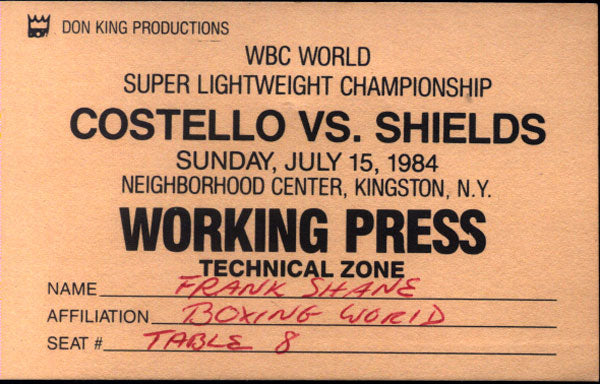 DON KING PRODUCTIONS
WBC WORLD
SUPER LIGHTWEIGHT CHAMPIONSHIP
COSTELLO VS. SHIELDS
SUNDAY, JULY 15, 1984
NEIGHBORHOOD CENTER, KINGSTON, N.Y.
WORKING PRESS
TECHNICAL ZONE
NAME FRANK SHANE
AFFILIATION BOXING WORLD
SEAT # TABLE 8